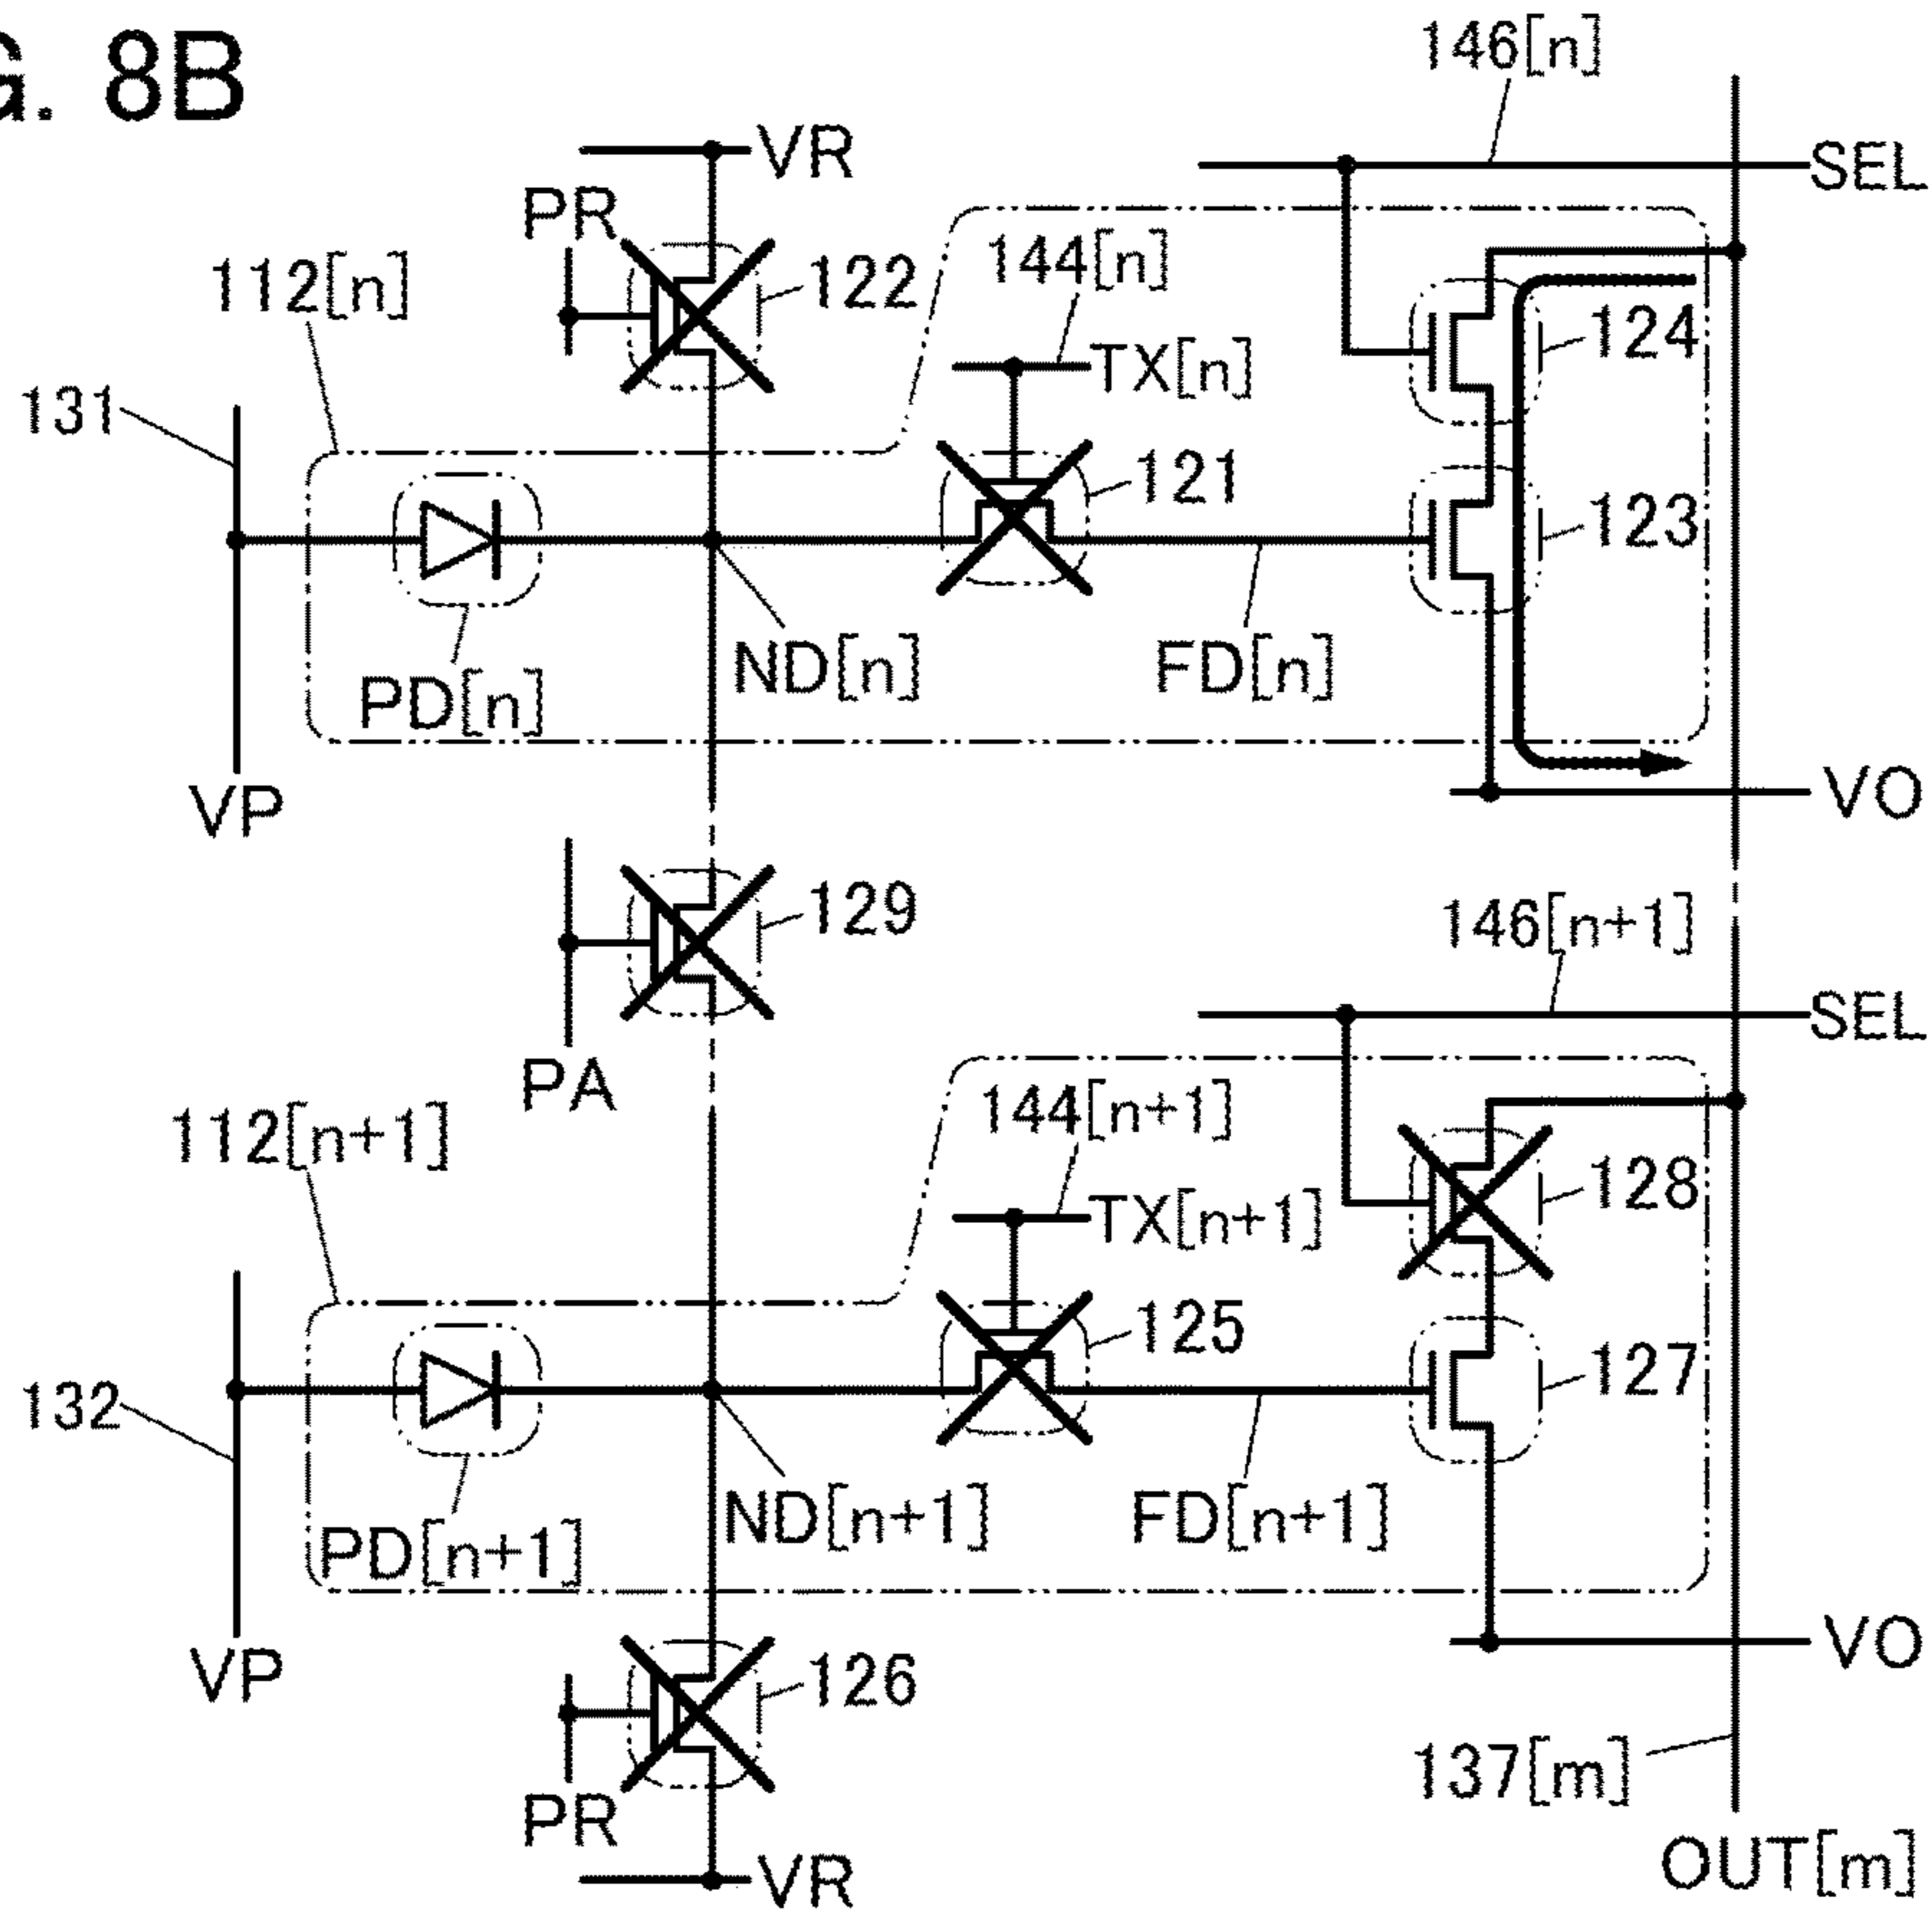 G. 8B
146[n]
VR
SEL
PR
144[n]
112[n]
122
124
TX[n]
131
121
123
ND[n]
FD[n]
PD[n]
VP
VO
129
146[n+1]
SEL
PA
144[n+1]
112[n+1]
128
TX[n+1]
125
127
132
ND[n+1]
FD[n+1]
PD[n+1]
VO
VP
126
137[m]
PR
OUT[m]
VR